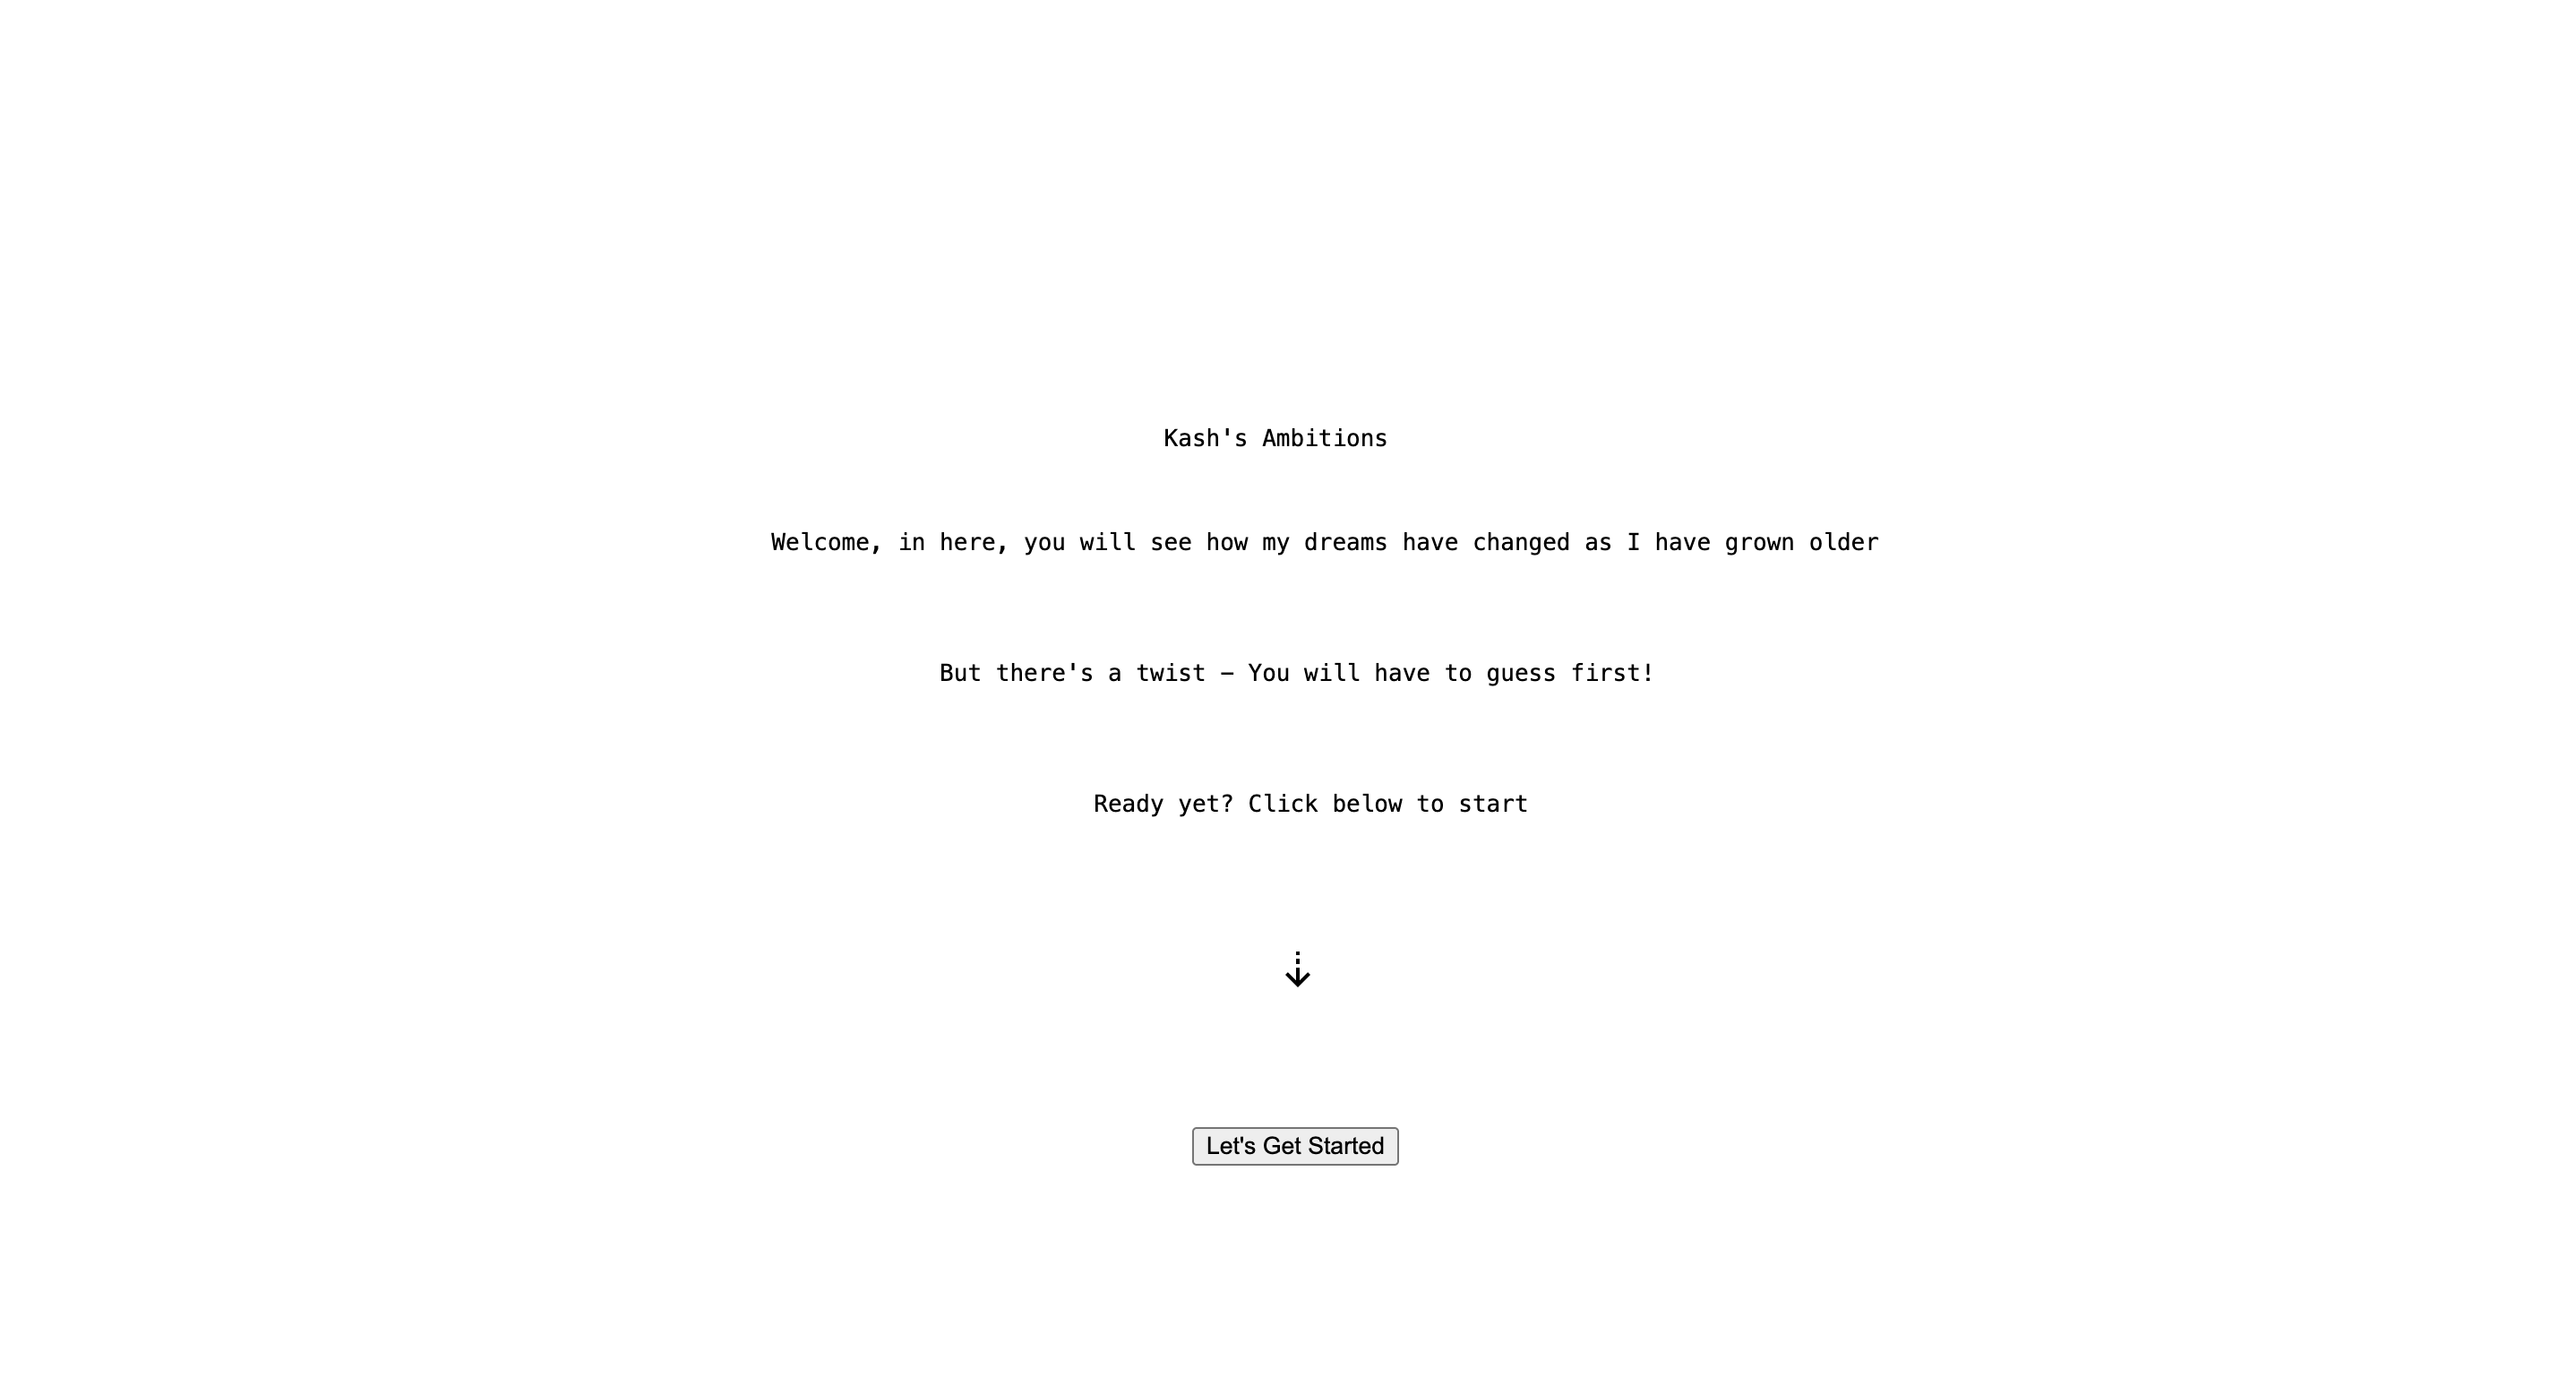 Kash's Ambitions
Welcome, in here, you will see how my dreams have changed as I have grown older
But there's a twist – You will have to guess first!
Ready yet? Click below to start
⇣
Let's Get Started